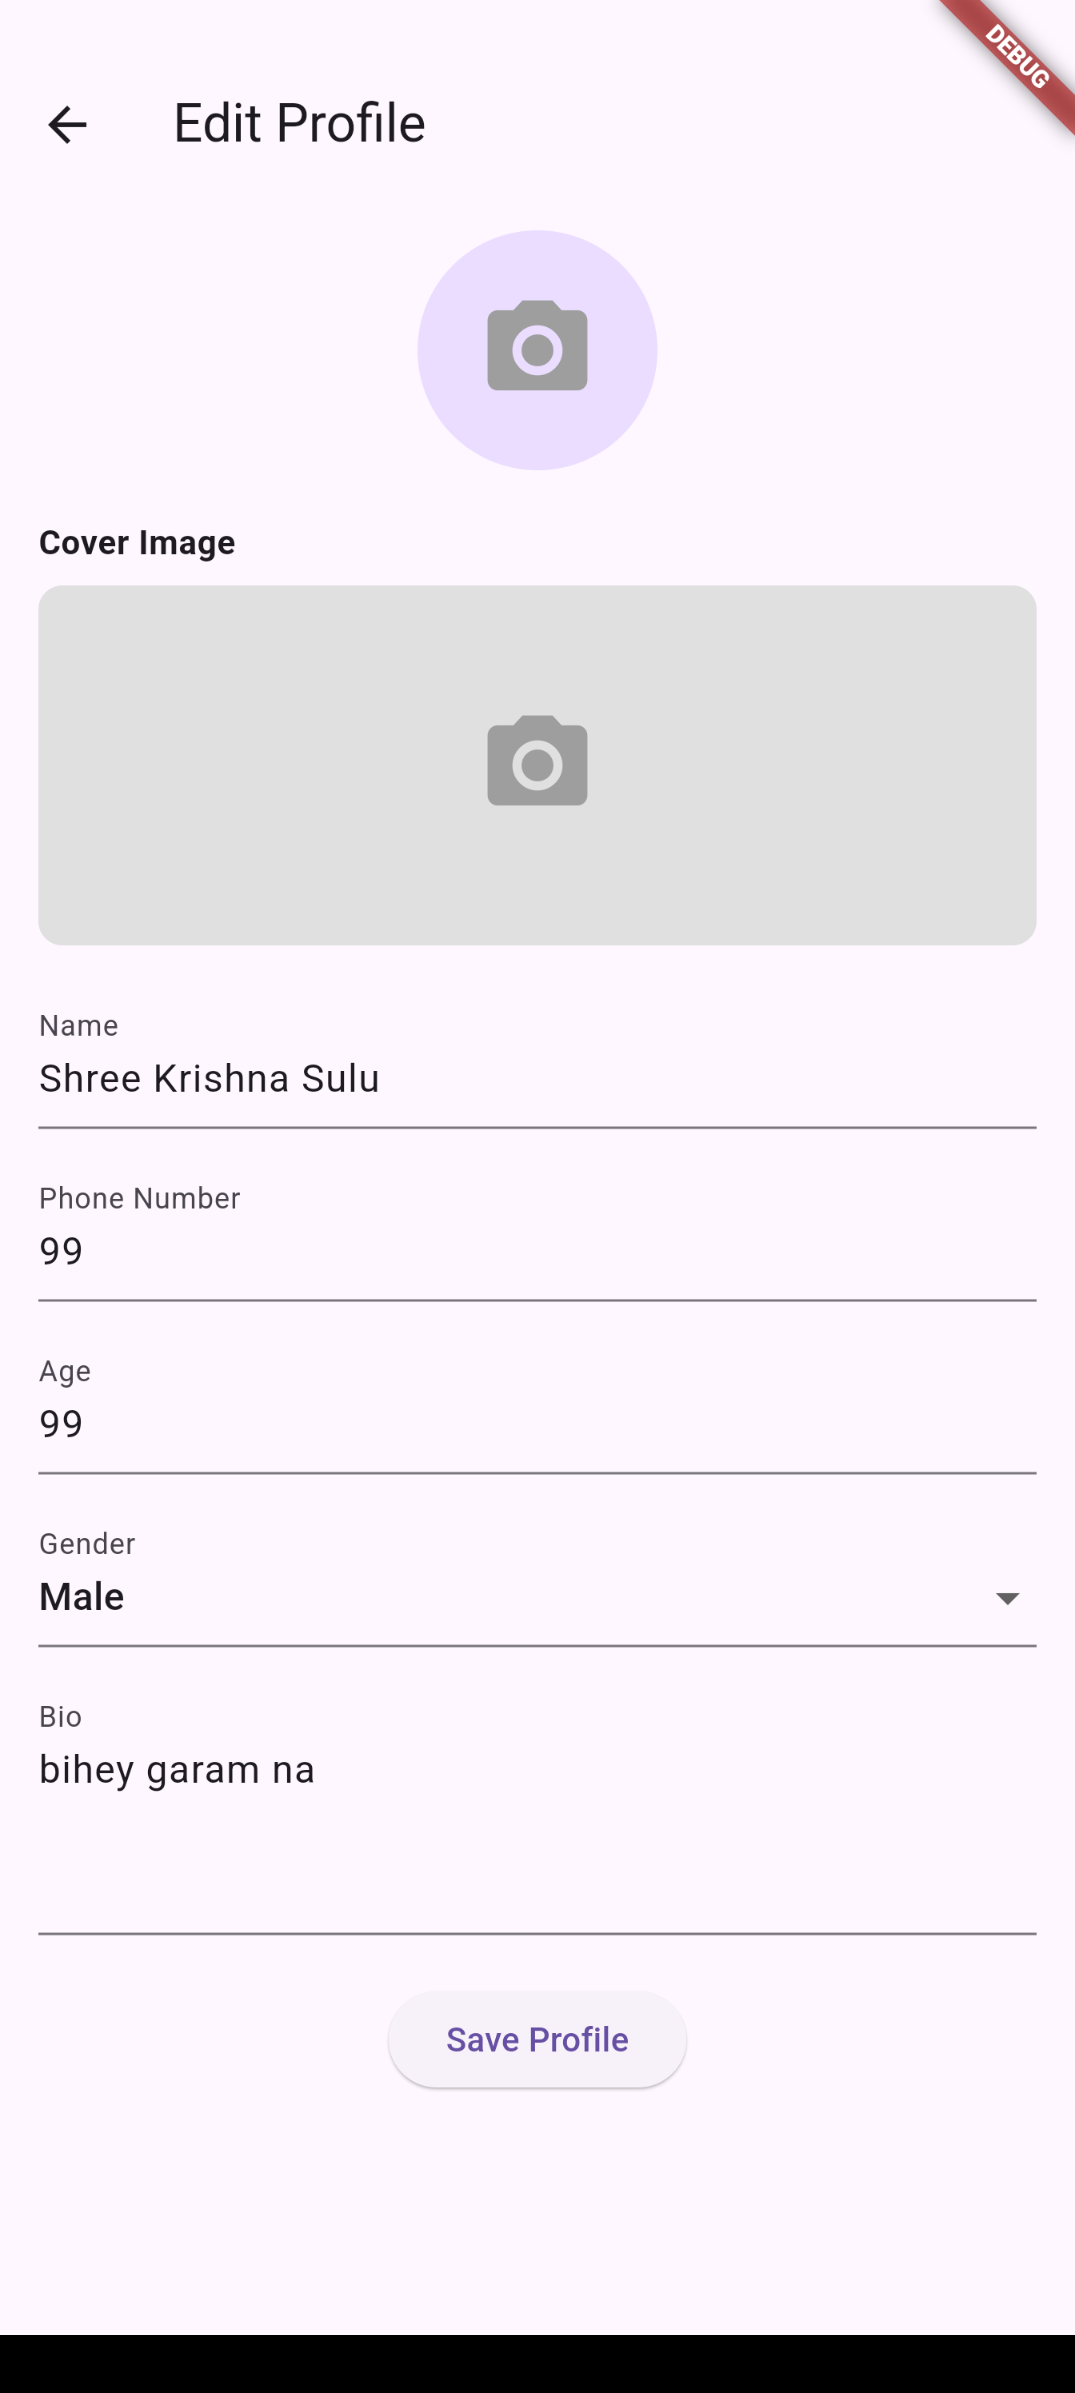 DEBUG
Edit Profile
Cover Image
Name
Shree Krishna Sulu
Phone Number
99
Age
99
Gender
Male
Bio
bihey garam na
Save Profile